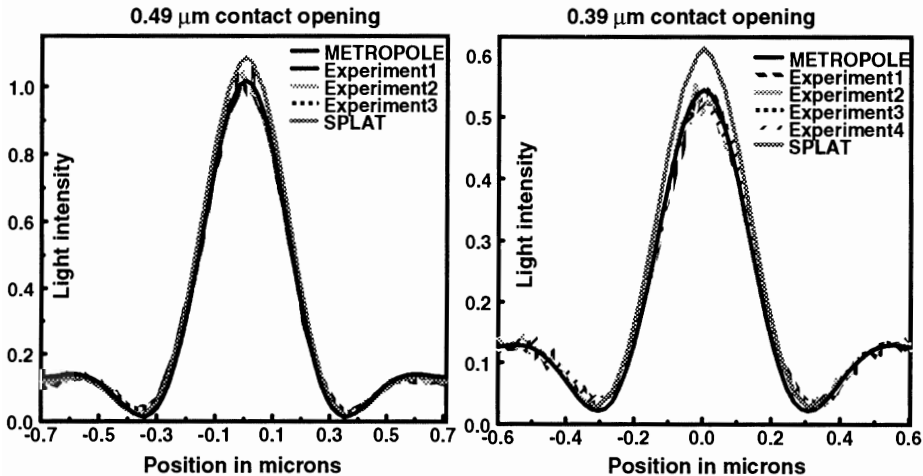 0.49 μm contact opening
METROPOLE
Experiment1
Experiment2
Experiment3
SPLAT
Light intensity
1.0
0.8
0.6
0.4
0.2
0.0
-0.7 -0.5 -0.3 -0.1 0.1 0.3 0.5 0.7
Position in microns
0.39 μm contact opening
METROPOLE
Experiment1
Experiment2
Experiment3
Experiment4
SPLAT
Light intensity
0.6
0.5
0.4
0.3
0.2
0.1
0.0
-0.6 -0.4 -0.2 0.0 0.2 0.4 0.6
Position in microns